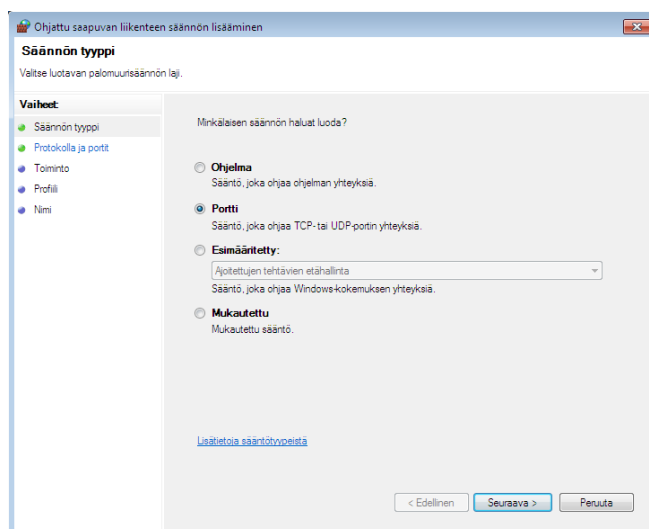 Ohjattu saapuvan liikenteen säännön lisääminen
Säännön tyyppi
Valitse luotavan palomuurisäännön laji.
Vaiheet:
Säännön tyyppi
Protokolla ja portit
Toiminto
Profiili
Nimi
Minkälaisen säännön haluat luoda?
Ohjelma
Sääntö, joka ohjaa ohjelman yhteyksiä.
Portti
Sääntö, joka ohjaa TCP- tai UDP-portin yhteyksiä.
Esimääritetty:
Ajoitettujen tehtävien etähallinta
Sääntö, joka ohjaa Windows-kokemuksen yhteyksiä.
Mukautettu
Mukautettu sääntö.
Lisätietoja sääntötyypeistä
< Edellinen
Seuraava >
Peruuta